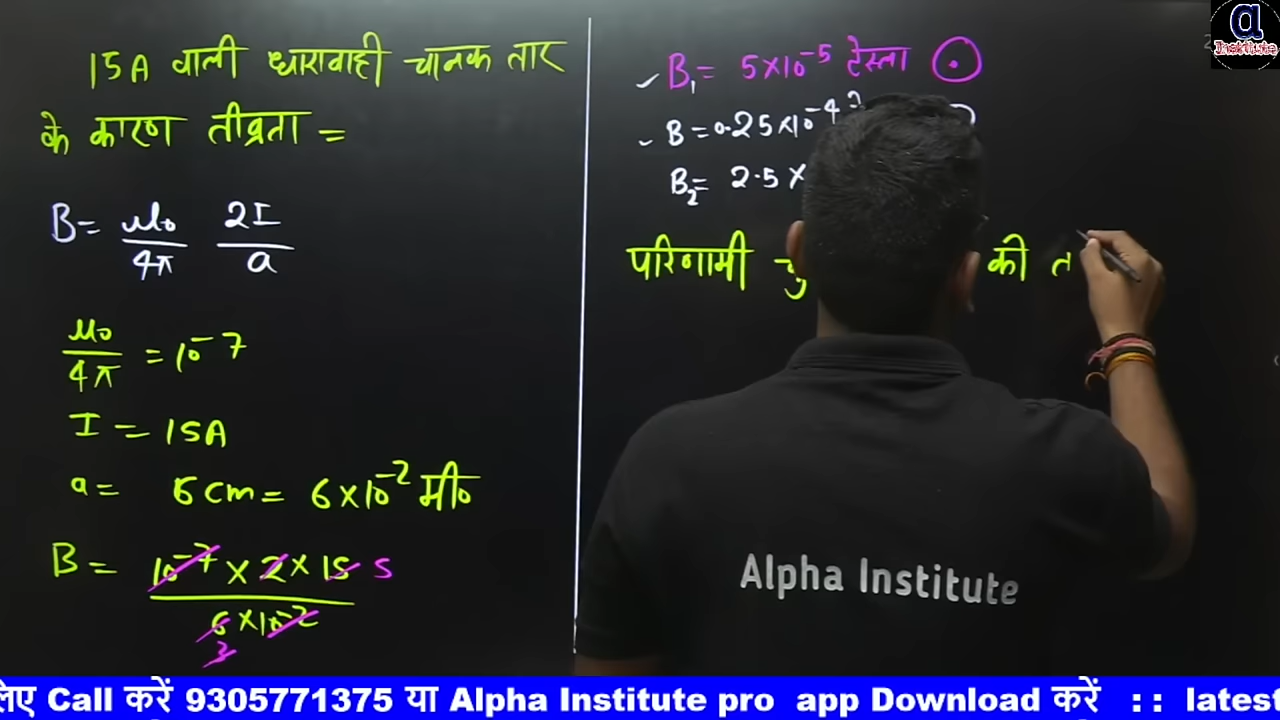 15A वाली धारावाही चानक तार
के कारण तीव्रता =
B = μ₀/4π 2I/a
μ₀/4π = 10⁻⁷
I = 15A
a = 6 cm = 6×10⁻² मी०
B = 10⁻⁷ × 2 × 15 5
6 × 10⁻²
3
B₁ = 5×10⁻⁵ टेस्ला
B = 0.25×10⁻⁴
B₂ = 2.5×
परिणामी की
Alpha Institute
a
Institute
लिए Call करें 9305771375 या Alpha Institute pro app Download करें :: latest